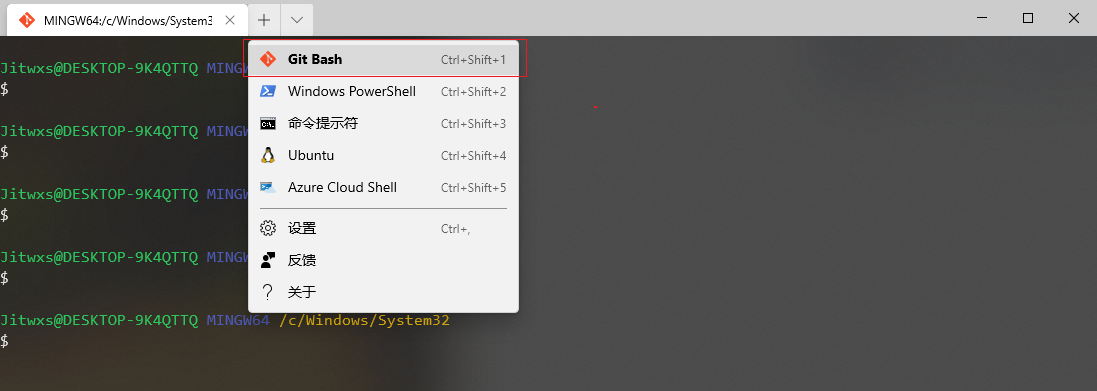 MINGW64:/c/Windows/System3
Git Bash Ctrl+Shift+1
Jitwxs@DESKTOP-9K4QTTQ MINGW
$
Windows PowerShell Ctrl+Shift+2
命令提示符 Ctrl+Shift+3
Jitwxs@DESKTOP-9K4QTTQ MINGW
$
Ubuntu Ctrl+Shift+4
Azure Cloud Shell Ctrl+Shift+5
Jitwxs@DESKTOP-9K4QTTQ MINGW
$
设置 Ctrl+,
反馈
Jitwxs@DESKTOP-9K4QTTQ MINGW
$
关于
Jitwxs@DESKTOP-9K4QTTQ MINGW64 /c/Windows/System32
$